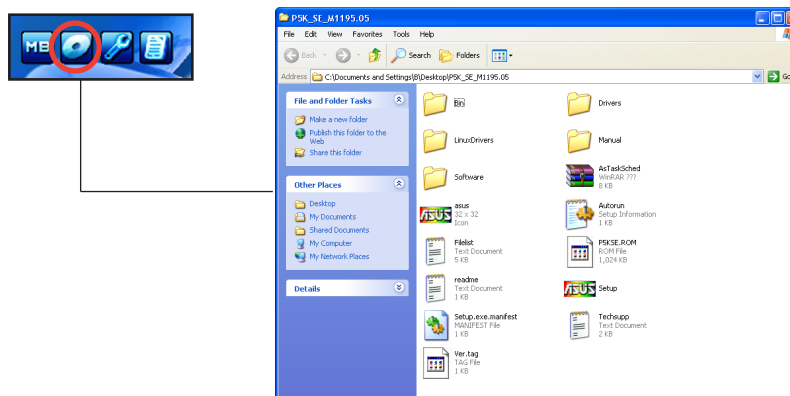 MB
P5K_SE_M1195.05
File Edit View Favorites Tools Help
Back Search Folders
Address C:\Documents and Settings\B\Desktop\P5K_SE_M1195.05 Go
File and Folder Tasks
Make a new folder
Publish this folder to the
Web
Share this folder
Other Places
Desktop
My Documents
Shared Documents
My Computer
My Network Places
Details
Bin
Drivers
LinuxDrivers
Manual
Software
AsTaskSched
WinRAR ???
8 KB
ASUS
asus
32 x 32
Icon
Autorun
Setup Information
1 KB
Filelist
Text Document
5 KB
P5KSE.ROM
ROM File
1,024 KB
readme
Text Document
1 KB
ASUS
Setup
Setup.exe.manifest
MANIFEST File
1 KB
Techsupp
Text Document
2 KB
Ver.tag
TAG File
1 KB